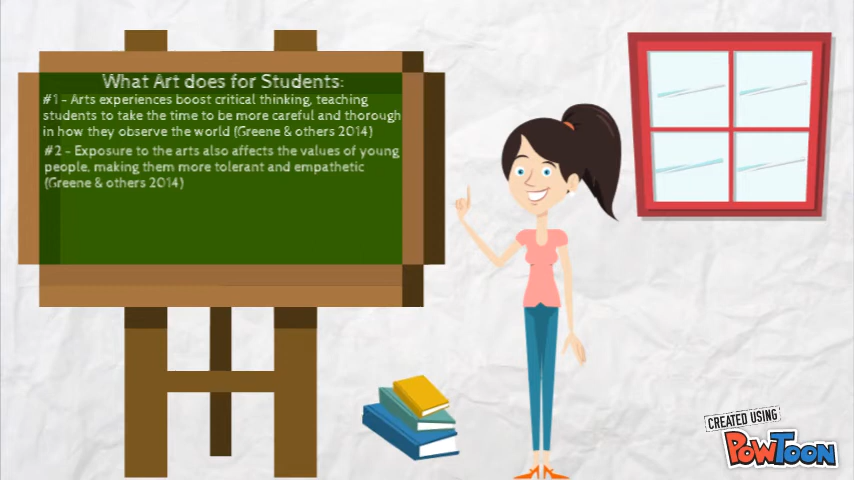 What Art does for Students:
#1 - Arts experiences boost critical thinking, teaching
students to take the time to be more careful and thorough
in how they observe the world (Greene & others 2014)
#2 - Exposure to the arts also affects the values of young
people, making them more tolerant and empathetic
(Greene & others 2014)
CREATED USING
POWTOON